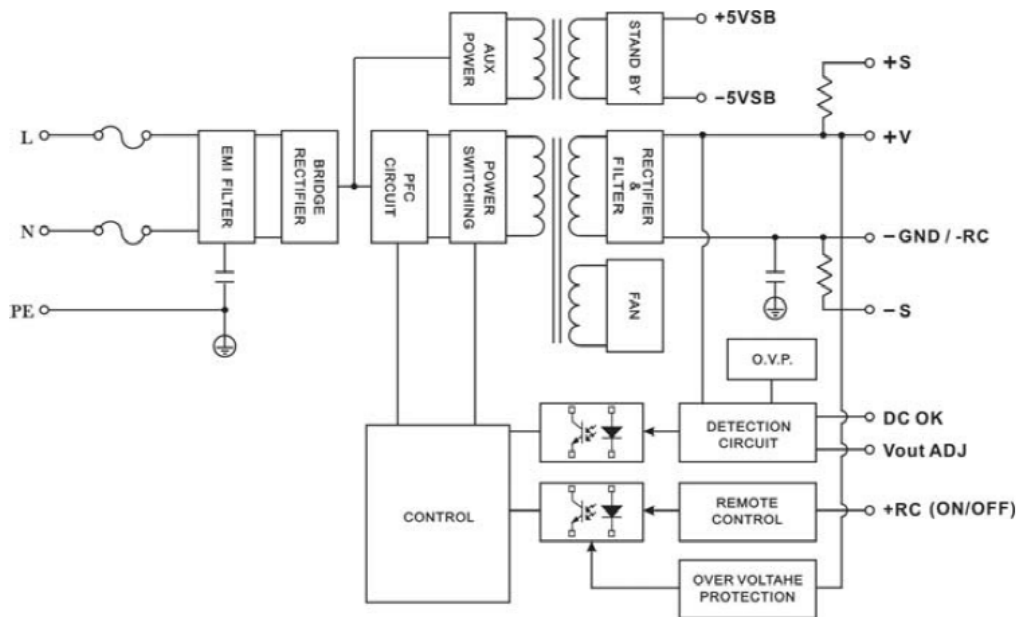 AUX
POWER
STAND BY
+5VSB
−5VSB
+S
L
N
PE
EMI FILTER
BRIDGE
RECTIFIER
PFC
CIRCUIT
POWER
SWITCHING
RECTIFIER
&
FILTER
+V
−GND / -RC
−S
FAN
O.V.P.
DETECTION
CIRCUIT
DC OK
Vout ADJ
CONTROL
REMOTE
CONTROL
+RC (ON/OFF)
OVER VOLTAHE
PROTECTION